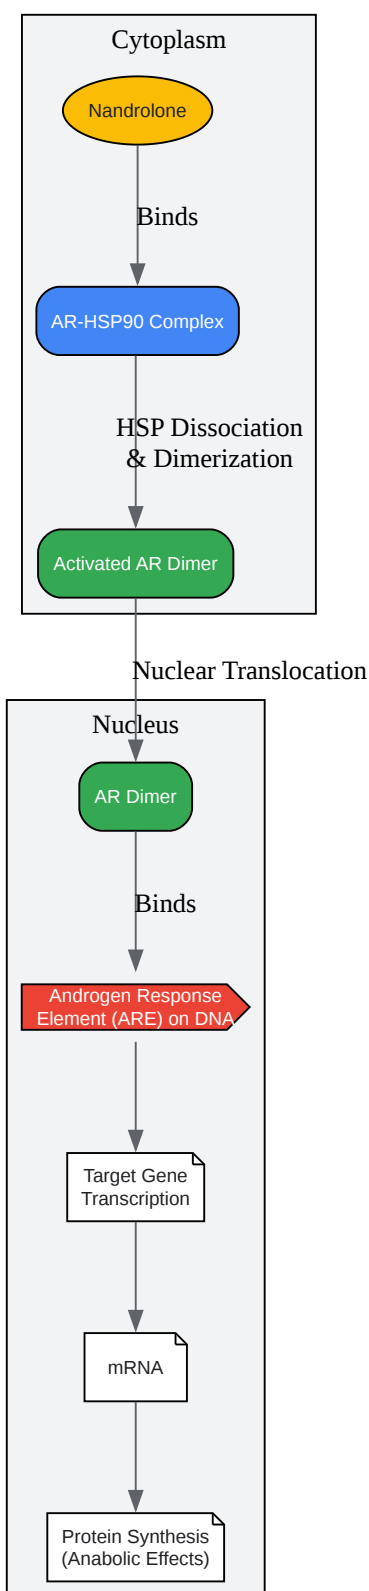 Cytoplasm
Nandrolone
Binds
AR-HSP90 Complex
HSP Dissociation
& Dimerization
Activated AR Dimer
Nuclear Translocation
Nucleus
AR Dimer
Binds
Androgen Response
Element (ARE) on DNA
Target Gene
Transcription
mRNA
Protein Synthesis
(Anabolic Effects)